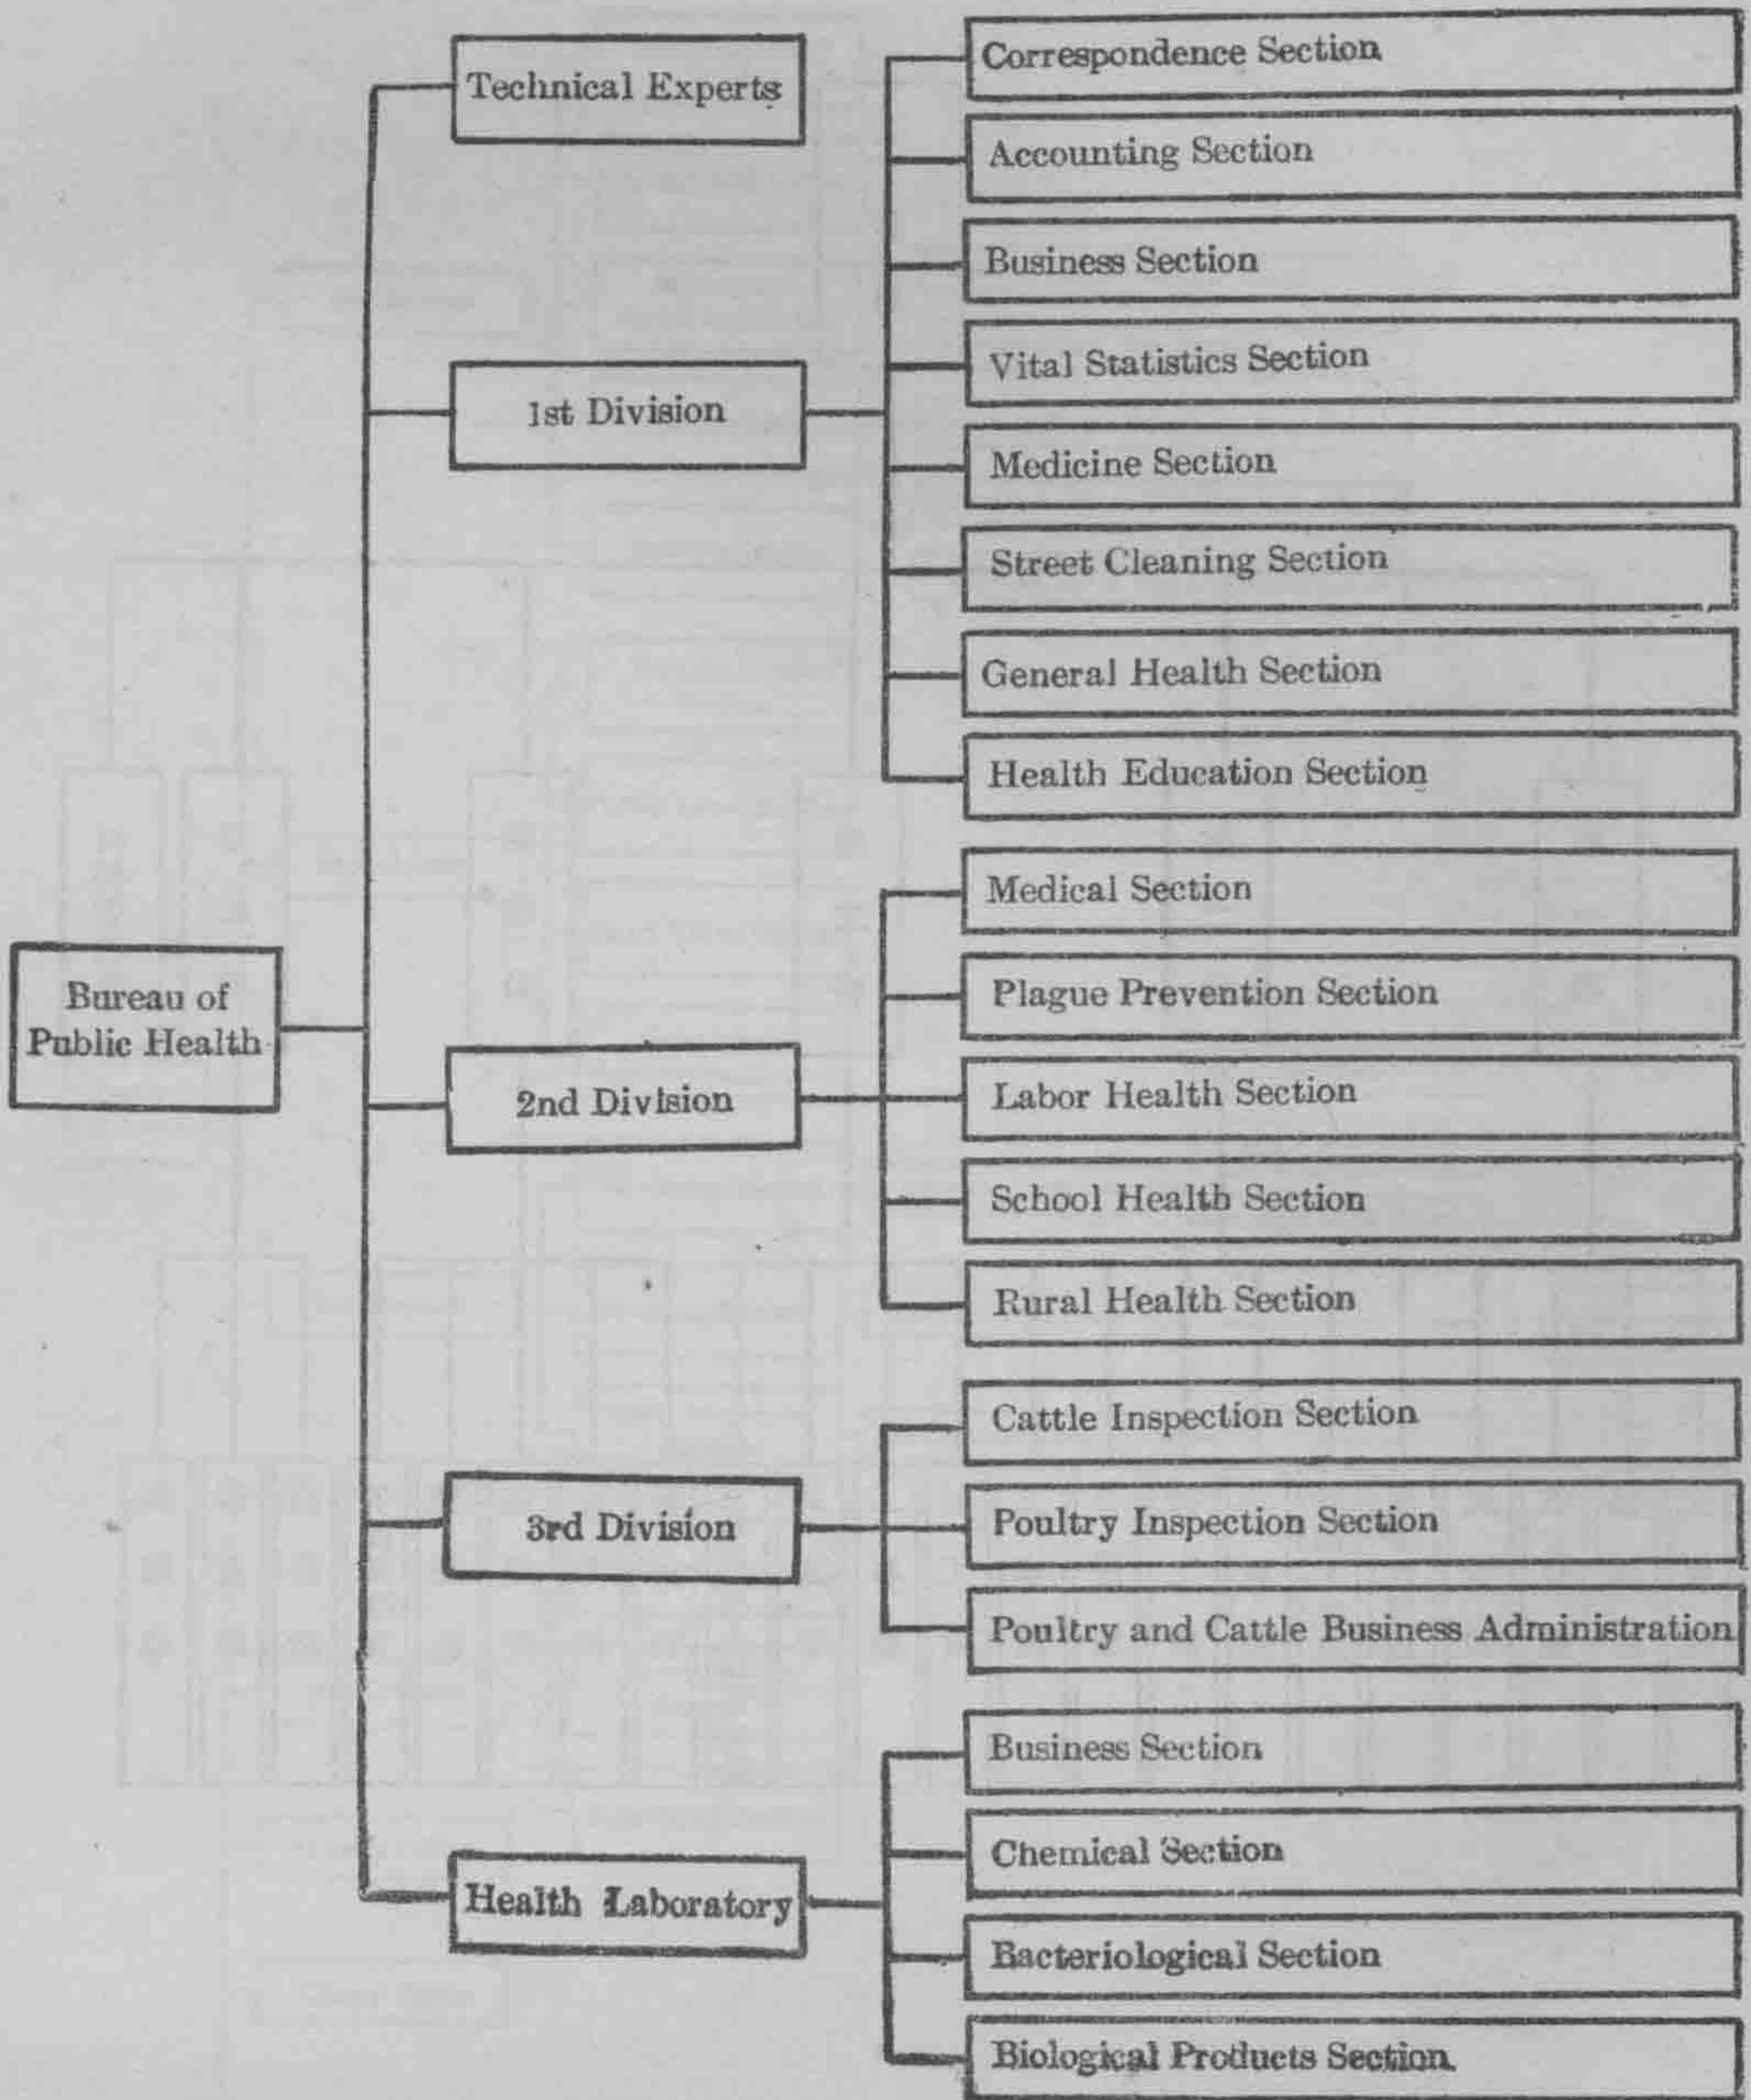 Bureau of
Public Health
Technical Experts
1st Division
Correspondence Section
Accounting Section
Business Section
Vital Statistics Section
Medicine Section
Street Cleaning Section
General Health Section
Health Education Section
2nd Division
Medical Section
Plague Prevention Section
Labor Health Section
School Health Section
Rural Health Section
3rd Division
Cattle Inspection Section
Poultry Inspection Section
Poultry and Cattle Business Administration
Health Laboratory
Business Section
Chemical Section
Bacteriological Section
Biological Products Section